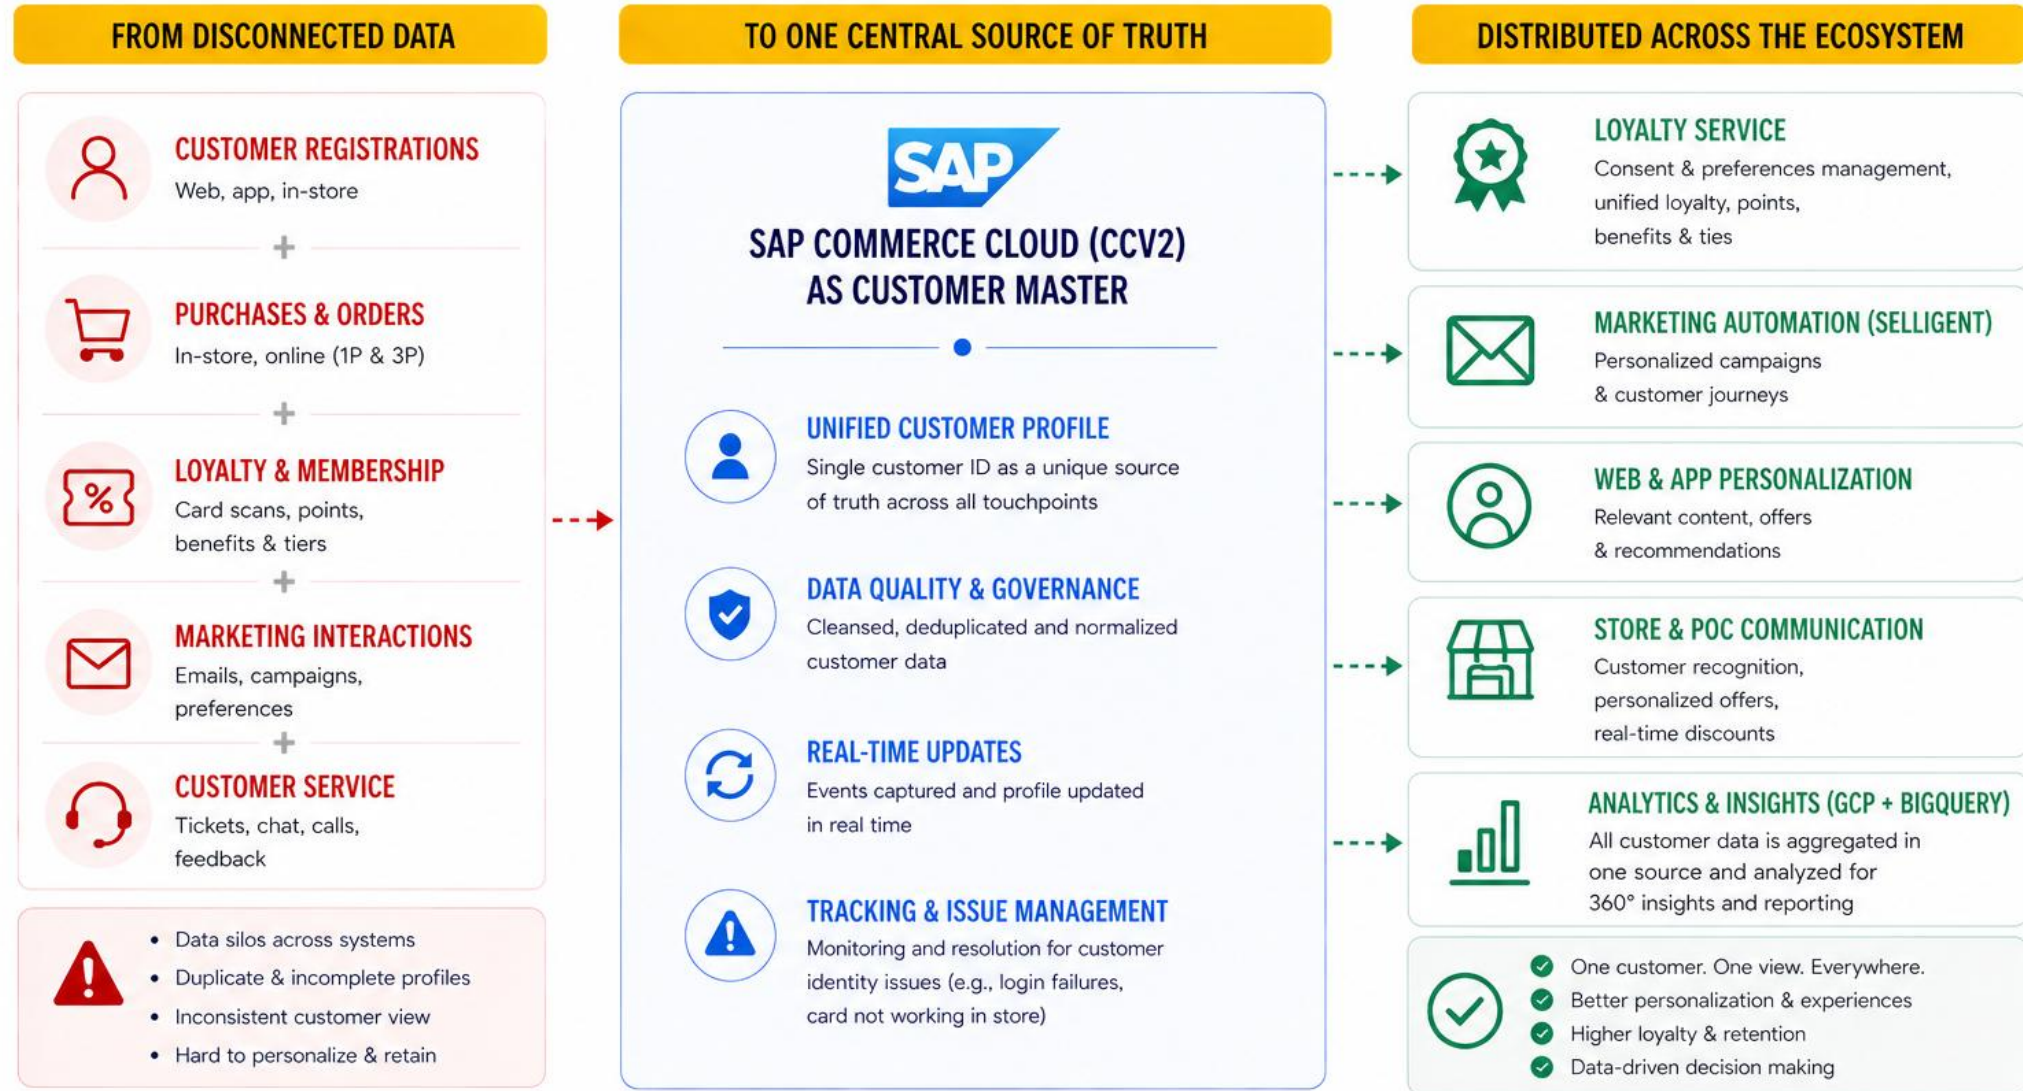 FROM DISCONNECTED DATA
CUSTOMER REGISTRATIONS
Web, app, in-store
PURCHASES & ORDERS
In-store, online (1P & 3P)
LOYALTY & MEMBERSHIP
%
Card scans, points,
benefits & tiers
MARKETING INTERACTIONS
Emails, campaigns,
preferences
CUSTOMER SERVICE
Tickets, chat, calls,
feedback
• Data silos across systems
• Duplicate & incomplete profiles
• Inconsistent customer view
• Hard to personalize & retain
TO ONE CENTRAL SOURCE OF TRUTH
SAP
SAP COMMERCE CLOUD (CCV2)
AS CUSTOMER MASTER
UNIFIED CUSTOMER PROFILE
Single customer ID as a unique source
of truth across all touchpoints
DATA QUALITY & GOVERNANCE
Cleansed, deduplicated and normalized
customer data
REAL-TIME UPDATES
Events captured and profile updated
in real time
TRACKING & ISSUE MANAGEMENT
Monitoring and resolution for customer
identity issues (e.g., login failures,
card not working in store)
DISTRIBUTED ACROSS THE ECOSYSTEM
LOYALTY SERVICE
Consent & preferences management,
unified loyalty, points,
benefits & ties
MARKETING AUTOMATION (SELLIGENT)
Personalized campaigns
& customer journeys
WEB & APP PERSONALIZATION
Relevant content, offers
& recommendations
STORE & POC COMMUNICATION
Customer recognition,
personalized offers,
real-time discounts
ANALYTICS & INSIGHTS (GCP + BIGQUERY)
All customer data is aggregated in
one source and analyzed for
360° insights and reporting
One customer. One view. Everywhere.
Better personalization & experiences
Higher loyalty & retention
Data-driven decision making